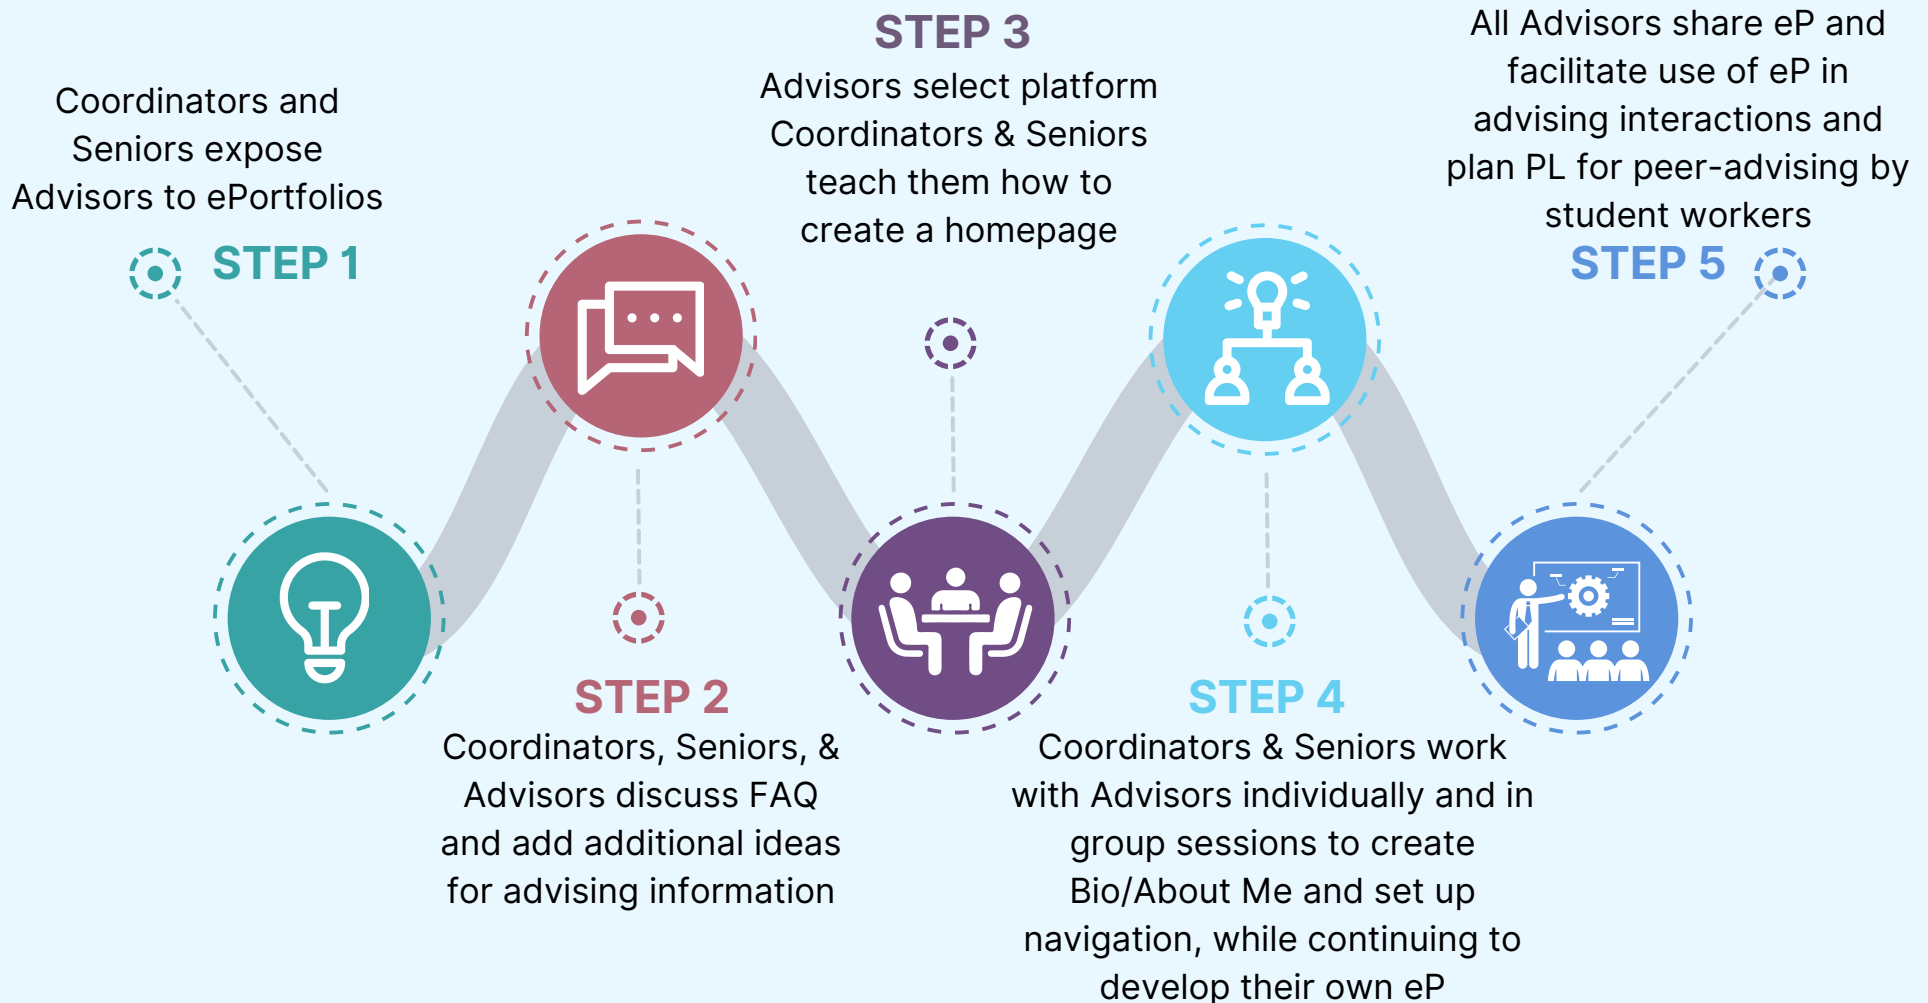 Coordinators and
Seniors expose
Advisors to ePortfolios
STEP 1
STEP 2
Coordinators, Seniors, &
Advisors discuss FAQ
and add additional ideas
for advising information
STEP 3
Advisors select platform
Coordinators & Seniors
teach them how to
create a homepage
STEP 4
Coordinators & Seniors work
with Advisors individually and in
group sessions to create
Bio/About Me and set up
navigation, while continuing to
develop their own eP
All Advisors share eP and
facilitate use of eP in
advising interactions and
plan PL for peer-advising by
student workers
STEP 5